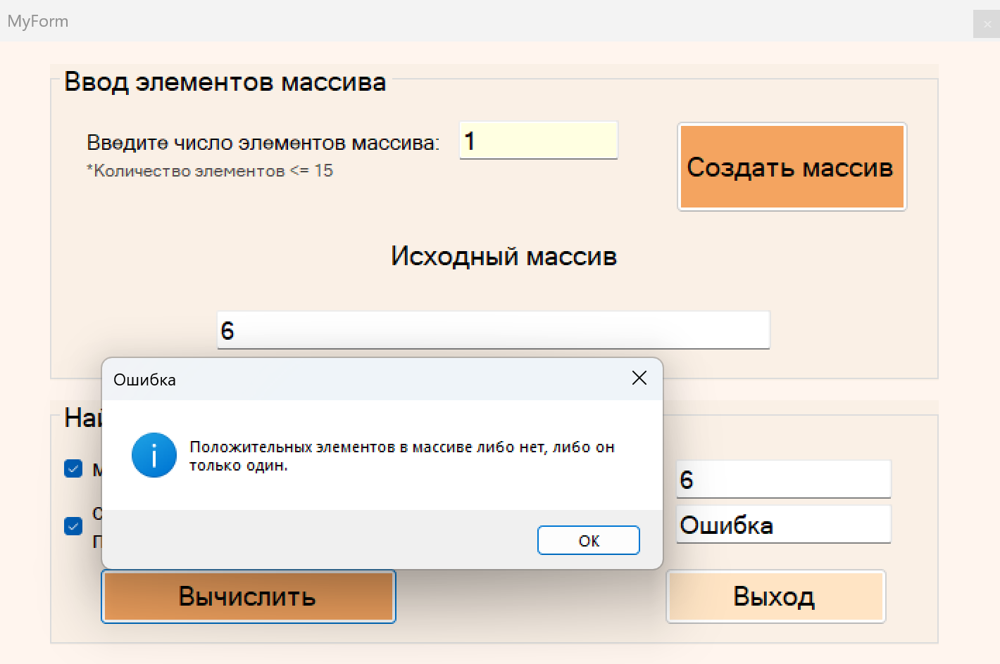 MyForm
Ввод элементов массива
Введите число элементов массива:
1
*Количество элементов <= 15
Создать массив
Исходный массив
6
Ошибка
Положительных элементов в массиве либо нет, либо он
только один.
OK
6
Ошибка
Вычислить
Выход